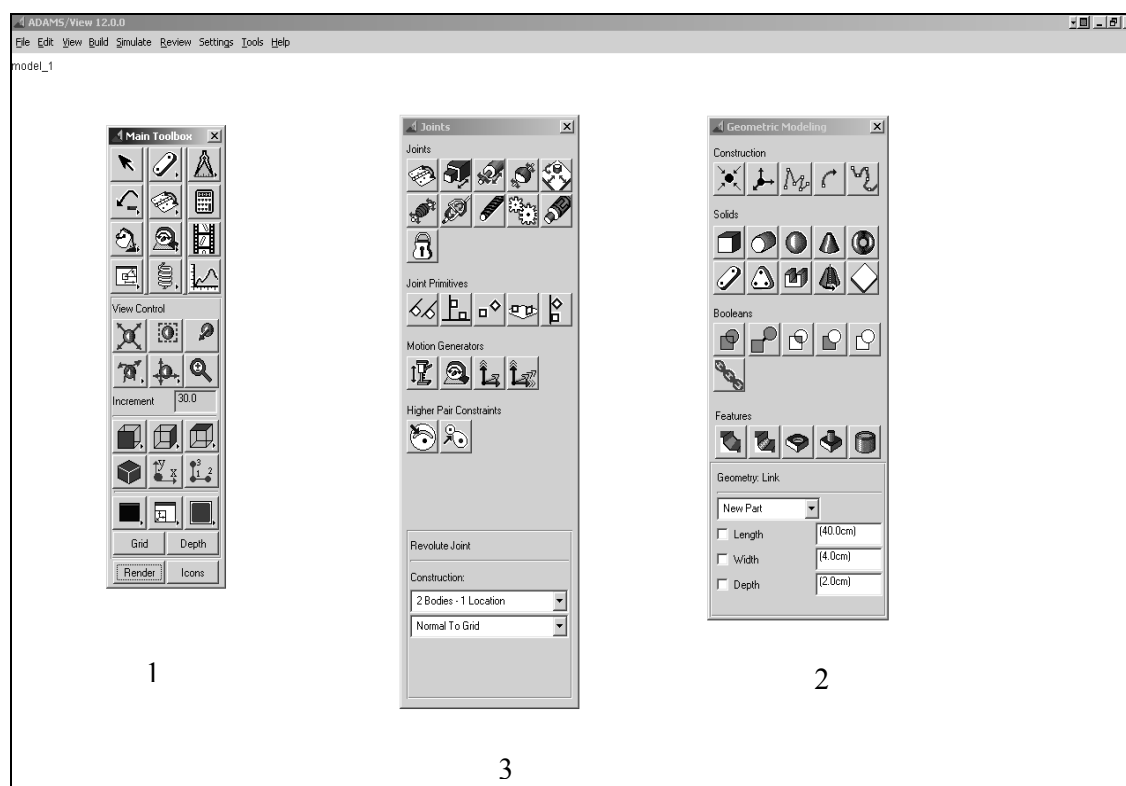 ADAMS/View 12.0.0
File Edit View Build Simulate Review Settings Tools Help
model_1
Main Toolbox
View Control
Increment 30.0
Grid Depth
Render Icons
1
Joints
Joints
Joint Primitives
Motion Generators
Higher Pair Constraints
Revolute Joint
Construction:
2 Bodies - 1 Location
Normal To Grid
3
Geometric Modeling
Construction
Solids
Booleans
Features
Geometry: Link
New Part
Length (40.0cm)
Width (4.0cm)
Depth (2.0cm)
2